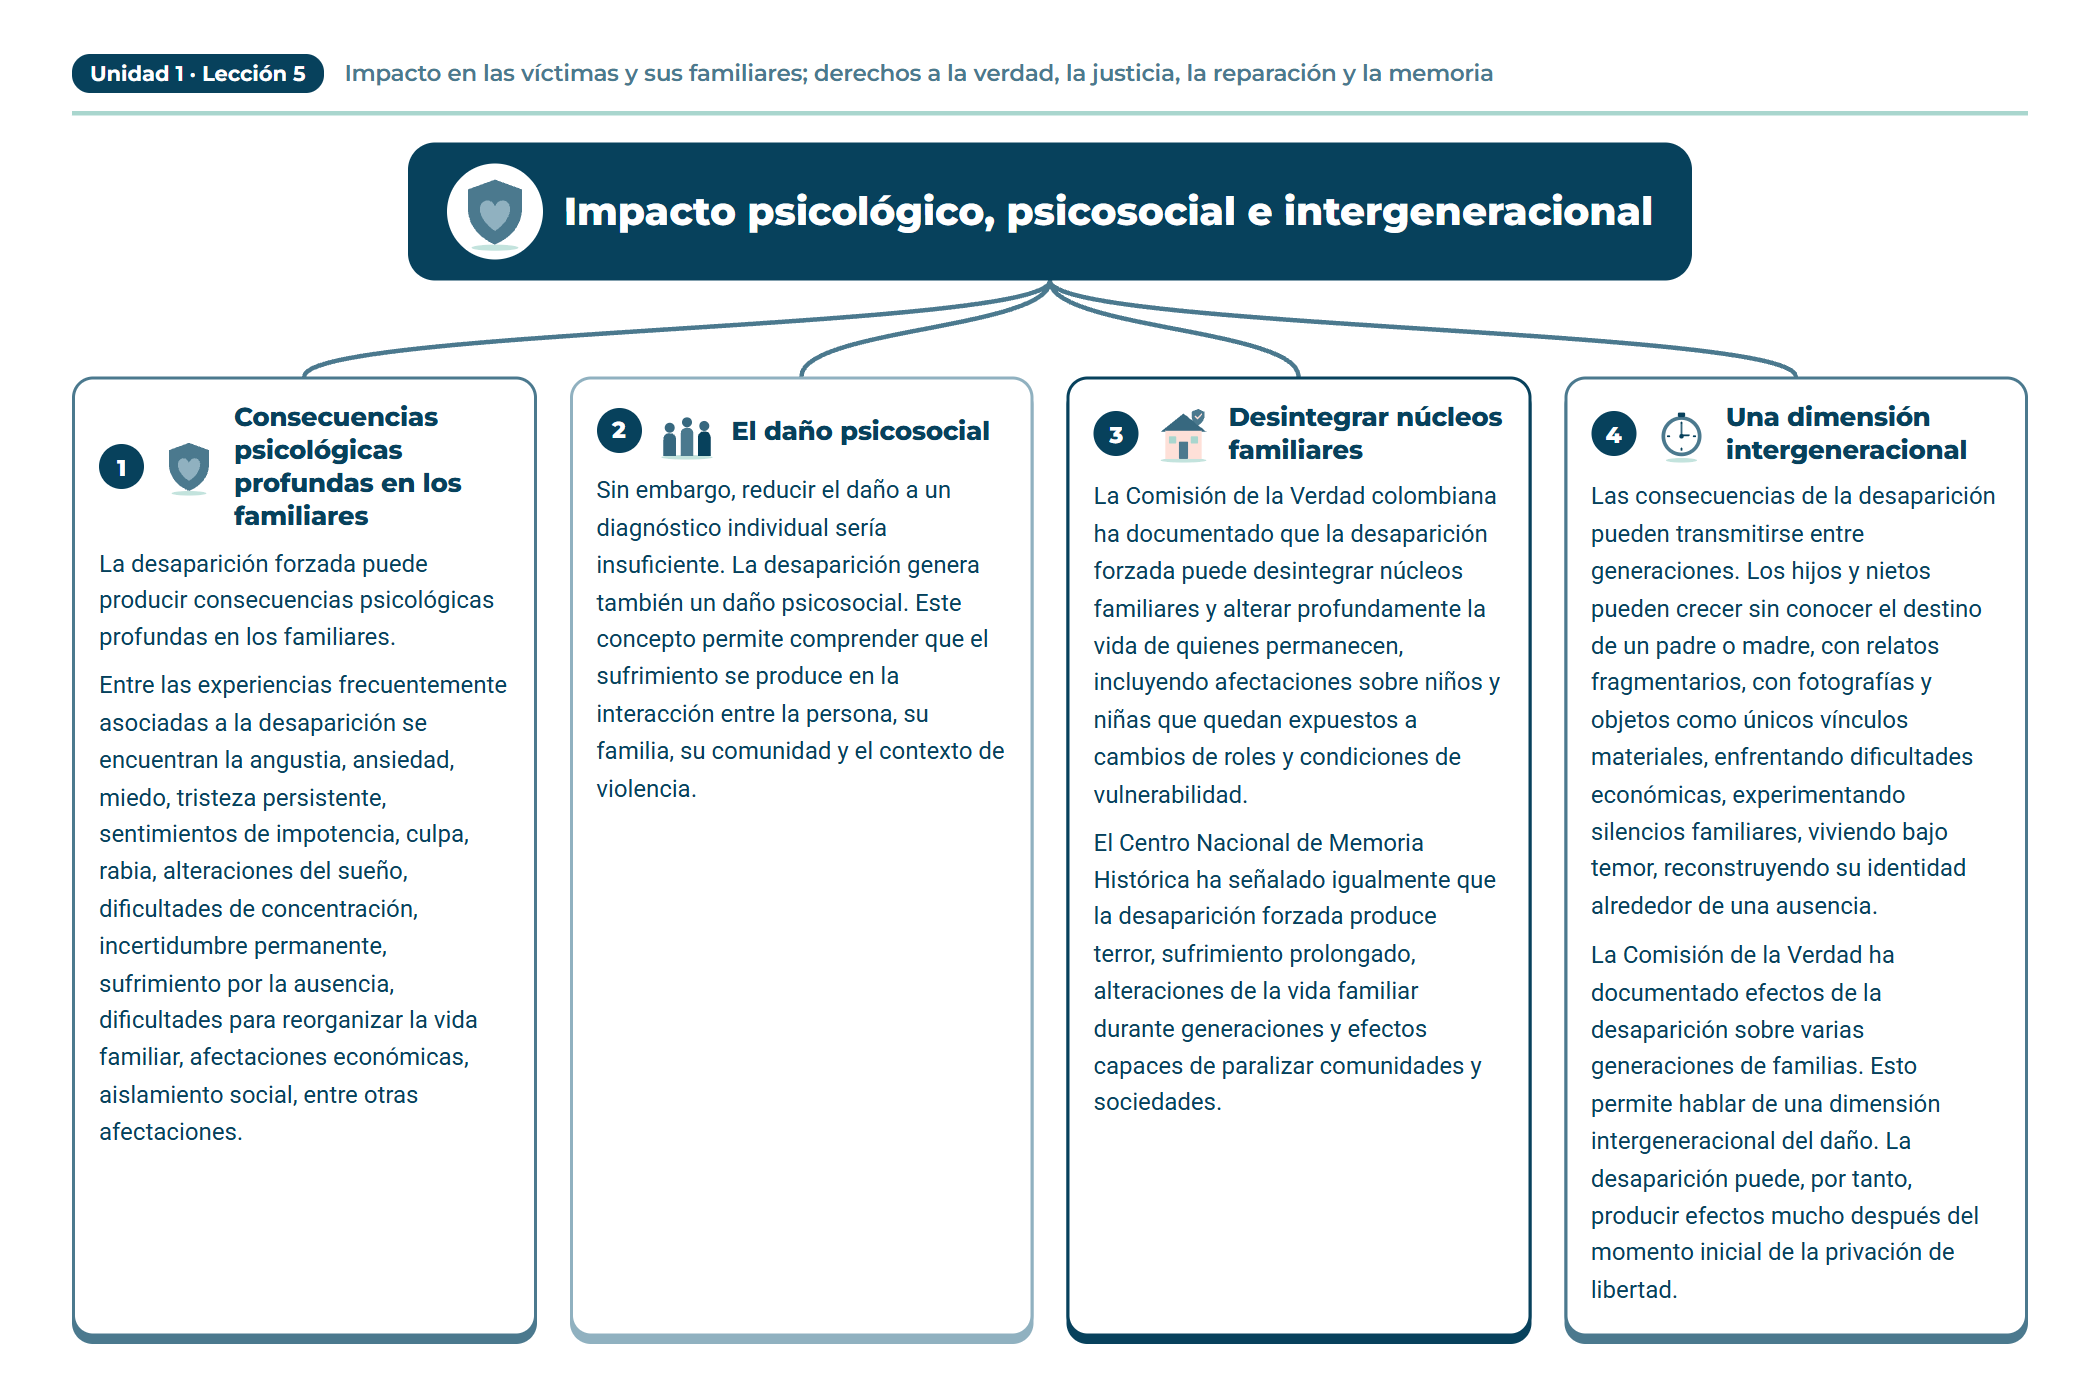 Unidad 1 · Lección 5
Impacto en las víctimas y sus familiares; derechos a la verdad, la justicia, la reparación y la memoria
Impacto psicológico, psicosocial e intergeneracional
1
Consecuencias
psicológicas
profundas en los
familiares
La desaparición forzada puede
producir consecuencias psicológicas
profundas en los familiares.
Entre las experiencias frecuentemente
asociadas a la desaparición se
encuentran la angustia, ansiedad,
miedo, tristeza persistente,
sentimientos de impotencia, culpa,
rabia, alteraciones del sueño,
dificultades de concentración,
incertidumbre permanente,
sufrimiento por la ausencia,
dificultades para reorganizar la vida
familiar, afectaciones económicas,
aislamiento social, entre otras
afectaciones.
2
El daño psicosocial
Sin embargo, reducir el daño a un
diagnóstico individual sería
insuficiente. La desaparición genera
también un daño psicosocial. Este
concepto permite comprender que el
sufrimiento se produce en la
interacción entre la persona, su
familia, su comunidad y el contexto de
violencia.
3
Desintegrar núcleos
familiares
La Comisión de la Verdad colombiana
ha documentado que la desaparición
forzada puede desintegrar núcleos
familiares y alterar profundamente la
vida de quienes permanecen,
incluyendo afectaciones sobre niños y
niñas que quedan expuestos a
cambios de roles y condiciones de
vulnerabilidad.
El Centro Nacional de Memoria
Histórica ha señalado igualmente que
la desaparición forzada produce
terror, sufrimiento prolongado,
alteraciones de la vida familiar
durante generaciones y efectos
capaces de paralizar comunidades y
sociedades.
4
Una dimensión
intergeneracional
Las consecuencias de la desaparición
pueden transmitirse entre
generaciones. Los hijos y nietos
pueden crecer sin conocer el destino
de un padre o madre, con relatos
fragmentarios, con fotografías y
objetos como únicos vínculos
materiales, enfrentando dificultades
económicas, experimentando
silencios familiares, viviendo bajo
temor, reconstruyendo su identidad
alrededor de una ausencia.
La Comisión de la Verdad ha
documentado efectos de la
desaparición sobre varias
generaciones de familias. Esto
permite hablar de una dimensión
intergeneracional del daño. La
desaparición puede, por tanto,
producir efectos mucho después del
momento inicial de la privación de
libertad.